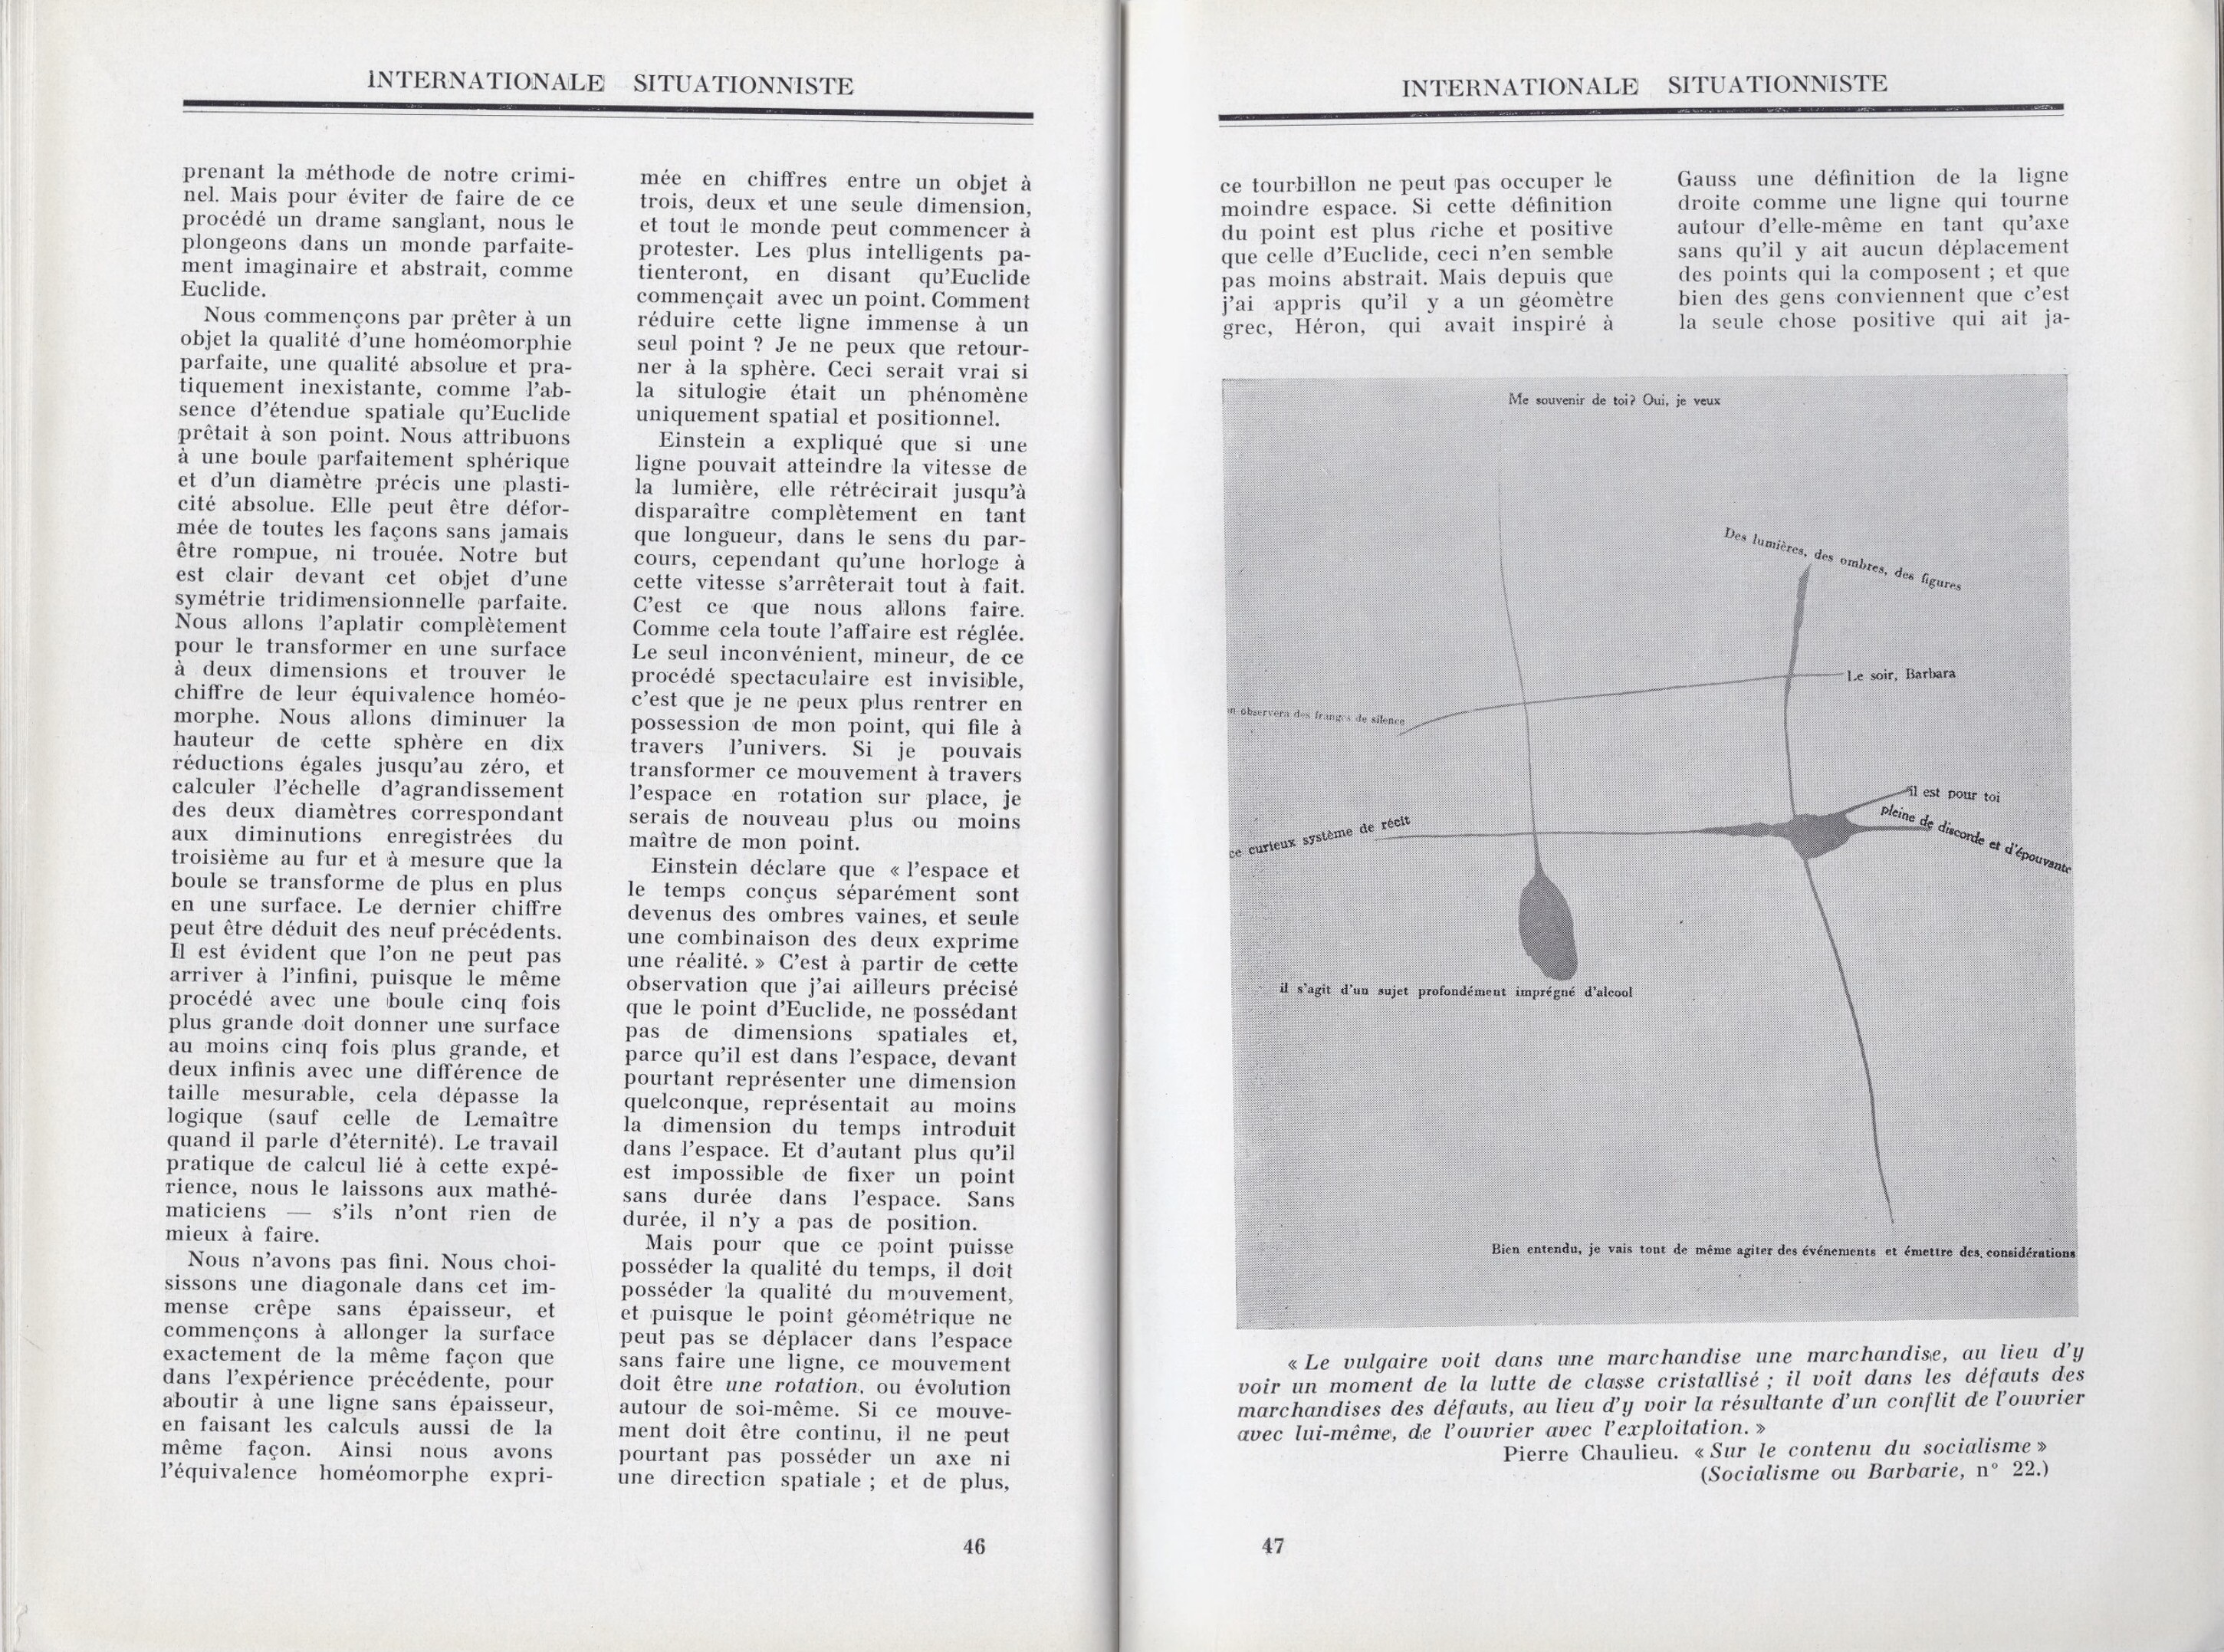 INTERNATIONALE SITUATIONNISTE
prenant la méthode de notre crimi-
nel. Mais pour éviter de faire de ce
procédé un drame sanglant, nous le
plongeons dans un monde parfaite-
ment imaginaire et abstrait, comme
Euclide.
Nous commençons par prêter à un
objet la qualité d'une homéomorphie
parfaite, une qualité absolue et pra-
tiquement inexistante, comme l'ab-
sence d'étendue spatiale qu'Euclide
prêtait à son point. Nous attribuons
à une boule parfaitement sphérique
et d'un diamètre précis une plasti-
cité absolue. Elle peut être défor-
mée de toutes les façons sans jamais
être rompue, ni trouée. Notre but
est clair devant cet objet d'une
symétrie tridimensionnelle parfaite.
Nous allons l'aplatir complètement
pour le transformer en une surface
à deux dimensions et trouver le
chiffre de leur équivalence homéo-
morphe. Nous allons diminuer la
hauteur de cette sphère en dix
réductions égales jusqu'au zéro, et
calculer l'échelle d'agrandissement
des deux diamètres correspondant
aux diminutions enregistrées du
troisième au fur et à mesure que la
boule se transforme de plus en plus
en une surface. Le dernier chiffre
peut être déduit des neuf précédents.
Il est évident que l'on ne peut pas
arriver à l'infini, puisque le même
procédé avec une boule cinq fois
plus grande doit donner une surface
au moins cinq fois plus grande, et
deux infinis avec une différence de
taille mesurable, cela dépasse la
logique (sauf celle de Lemaître
quand il parle d'éternité). Le travail
pratique de calcul lié à cette expé-
rience, nous le laissons aux mathé-
maticiens — s'ils n'ont rien de
mieux à faire.
Nous n'avons pas fini. Nous choi-
sissons une diagonale dans cet im-
mense crêpe sans épaisseur, et
commençons à allonger la surface
exactement de la même façon que
dans l'expérience précédente, pour
aboutir à une ligne sans épaisseur,
en faisant les calculs aussi de la
même façon. Ainsi nous avons
l'équivalence homéomorphe expri-
mée en chiffres entre un objet à
trois, deux et une seule dimension,
et tout le monde peut commencer à
protester. Les plus intelligents pa-
tienteront, en disant qu'Euclide
commençait avec un point. Comment
réduire cette ligne immense à un
seul point ? Je ne peux que retour-
ner à la sphère. Ceci serait vrai si
la situlogie était un phénomène
uniquement spatial et positionnel.
Einstein a expliqué que si une
ligne pouvait atteindre la vitesse de
la lumière, elle rétrécirait jusqu'à
disparaître complètement en tant
que longueur, dans le sens du par-
cours, cependant qu'une horloge à
cette vitesse s'arrêterait tout à fait.
C'est ce que nous allons faire.
Comme cela toute l'affaire est réglée.
Le seul inconvénient, mineur, de ce
procédé spectaculaire est invisible,
c'est que je ne peux plus rentrer en
possession de mon point, qui file à
travers l'univers. Si je pouvais
transformer ce mouvement à travers
l'espace en rotation sur place, je
serais de nouveau plus ou moins
maître de mon point.
Einstein déclare que « l'espace et
le temps conçus séparément sont
devenus des ombres vaines, et seule
une combinaison des deux exprime
une réalité. » C'est à partir de cette
observation que j'ai ailleurs précisé
que le point d'Euclide, ne possédant
pas de dimensions spatiales et,
parce qu'il est dans l'espace, devant
pourtant représenter une dimension
quelconque, représentait au moins
la dimension du temps introduit
dans l'espace. Et d'autant plus qu'il
est impossible de fixer un point
sans durée dans l'espace. Sans
durée, il n'y a pas de position.
Mais pour que ce point puisse
posséder la qualité du temps, il doit
posséder la qualité du mouvement,
et puisque le point géométrique ne
peut pas se déplacer dans l'espace
sans faire une ligne, ce mouvement
doit être une rotation, ou évolution
autour de soi-même. Si ce mouve-
ment doit être continu, il ne peut
pourtant pas posséder un axe ni
une direction spatiale ; et de plus,
46
INTERNATIONALE SITUATIONNISTE
ce tourbillon ne peut pas occuper le
moindre espace. Si cette définition
du point est plus riche et positive
que celle d'Euclide, ceci n'en semble
pas moins abstrait. Mais depuis que
j'ai appris qu'il y a un géomètre
grec, Héron, qui avait inspiré à
Gauss une définition de la ligne
droite comme une ligne qui tourne
autour d'elle-même en tant qu'axe
sans qu'il y ait aucun déplacement
des points qui la composent ; et que
bien des gens conviennent que c'est
la seule chose positive qui ait ja-
Me souvenir de toi? Oui, je veux
Des lumières, des ombres, des figures
Le soir, Barbara
n observera des franges de silence
il est pour toi
pleine de discorde et d'épouvante
ce curieux système de récit
il s'agit d'un sujet profondément imprégné d'alcool
Bien entendu, je vais tout de même agiter des événements et émettre des considérations
« Le vulgaire voit dans une marchandise une marchandise, au lieu d'y
voir un moment de la lutte de classe cristallisé ; il voit dans les défauts des
marchandises des défauts, au lieu d'y voir la résultante d'un conflit de l'ouvrier
avec lui-même, de l'ouvrier avec l'exploitation. »
Pierre Chaulieu. « Sur le contenu du socialisme »
(Socialisme ou Barbarie, n° 22.)
47